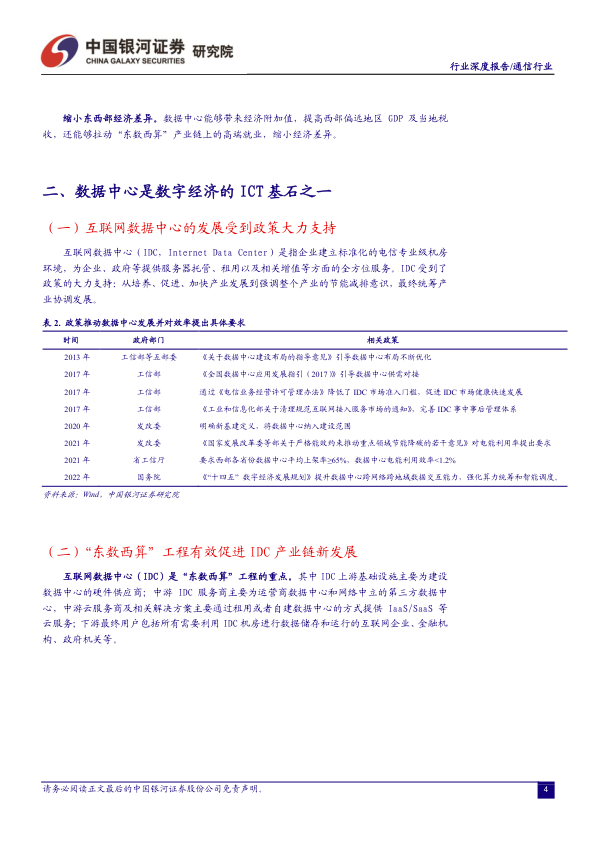 中国银河证券 研究院
CHINA GALAXY SECURITIES
行业深度报告/通信行业
缩小东西部经济差异。数据中心能够带来经济附加值，提高西部偏远地区 GDP 及当地税
收，还能够拉动“东数西算”产业链上的高端就业，缩小经济差异。
二、数据中心是数字经济的 ICT 基石之一
（一）互联网数据中心的发展受到政策大力支持
互联网数据中心（IDC，Internet Data Center）是指企业建立标准化的电信专业级机房
环境，为企业、政府等提供服务器托管、租用以及相关增值等方面的全方位服务。IDC 受到了
政策的大力支持；从培养、促进、加快产业发展到强调整个产业的节能减排意识、最终统筹产
业协调发展。
表 2. 政策推动数据中心发展并对效率提出具体要求
时间 政府部门 相关政策
2013 年 工信部等五部委 《关于数据中心建设布局的指导意见》引导数据中心布局不断优化
2017 年 工信部 《全国数据中心应用发展指引（2017)》引导数据中心供需对接
2017 年 工信部 通过《电信业务经营许可管理办法》降低了 IDC 市场准入门槛，促进 IDC 市场健康快速发展
2017 年 工信部 《工业和信息化部关于清理规范互联网接入服务市场的通知》，完善 IDC 事中事后管理体系
2020 年 发改委 明确新基建定义，将数据中心纳入建设范围
2021 年 发改委 《国家发展改革委等部关于严格能效约束推动重点领域节能降碳的若干意见》对电能利用率提出要求
2021 年 省工信厅 要求西部各省份数据中心平均上架率≥65%，数据中心电能利用效率<1.2%
2022 年 国务院 《“十四五”数字经济发展规划》提升数据中心跨网络跨地域数据交互能力，强化算力统筹和智能调度。
资料来源：Wind，中国银河证券研究院
（二）“东数西算”工程有效促进 IDC 产业链新发展
互联网数据中心（IDC）是“东数西算”工程的重点。其中 IDC 上游基础设施主要为建设
数据中心的硬件供应商；中游 IDC 服务商主要为运营商数据中心和网络中立的第三方数据中
心，中游云服务商及相关解决方案主要通过租用或者自建数据中心的方式提供 IaaS/SaaS 等
云服务；下游最终用户包括所有需要利用 IDC 机房进行数据储存和运行的互联网企业、金融机
构、政府机关等。
请务必阅读正文最后的中国银河证券股份公司免责声明。
4